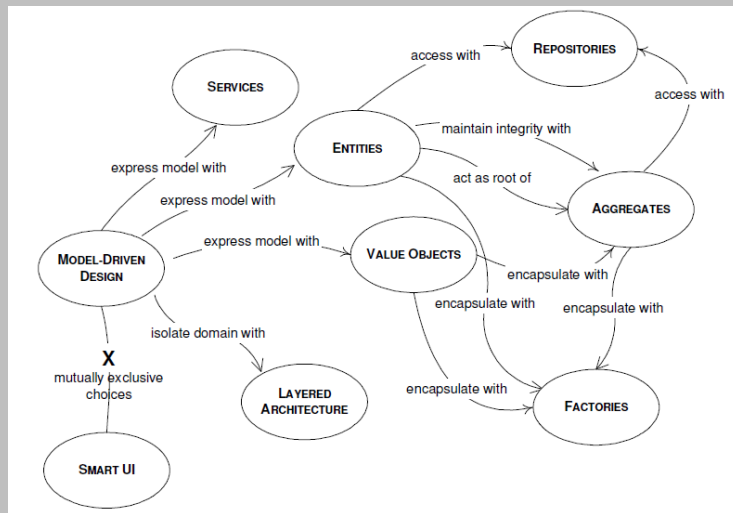 REPOSITORIES
access with
SERVICES
access with
maintain integrity with
ENTITIES
express model with
act as root of
express model with
AGGREGATES
express model with
VALUE OBJECTS
MODEL-DRIVEN
DESIGN
encapsulate with
encapsulate with
encapsulate with
isolate domain with
X
mutually exclusive
choices
encapsulate with
LAYERED
ARCHITECTURE
FACTORIES
SMART UI